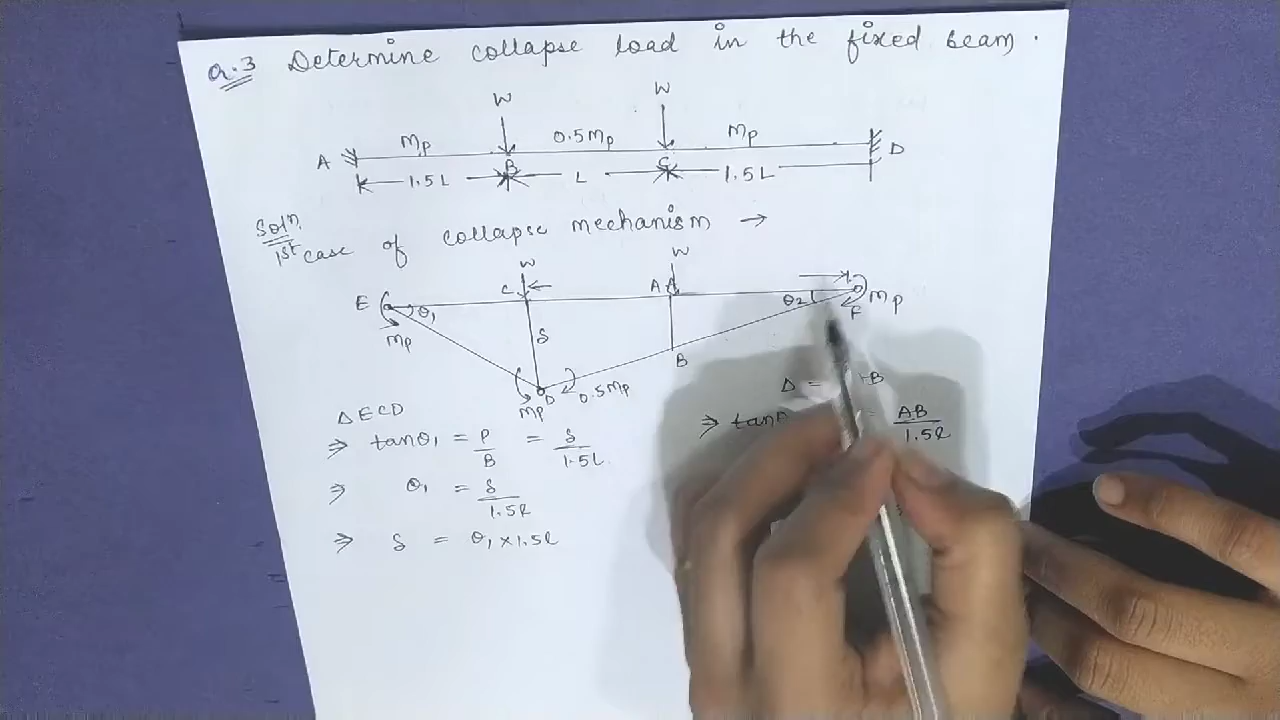 Q.3 Determine collapse load in the fixed beam.
W W
A Mp 0.5Mp Mp D
B C
1.5L L 1.5L
Solⁿ
1st case of collapse mechanism →
W W
E C A F
θ1 θ2 Mp
Mp δ
B
D
Mp 0.5Mp
Δ ECD
⇒ tanθ1 = P/B = δ/1.5L
⇒ θ1 = δ/1.5l
⇒ δ = θ1 × 1.5l
Δ = B
⇒ tan = AB/1.5l